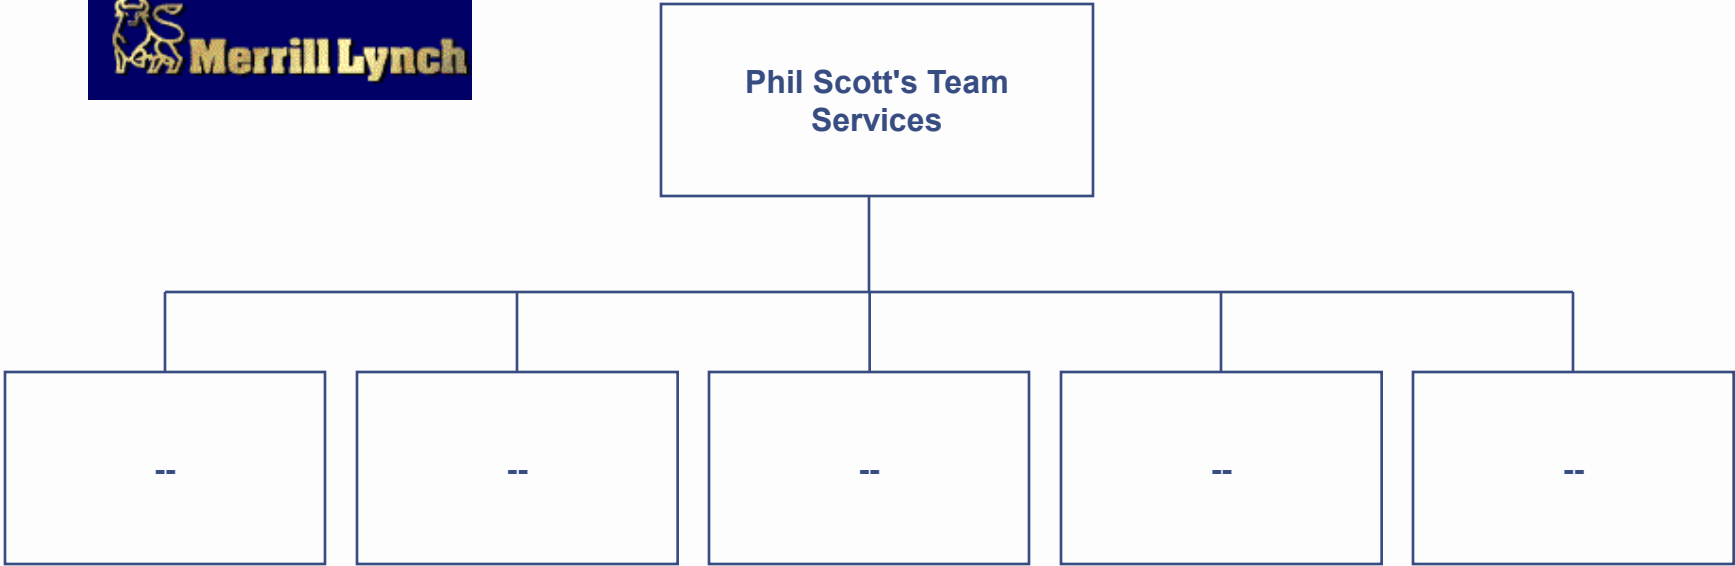 Merrill Lynch
Phil Scott's Team
Services
-- -- -- -- --